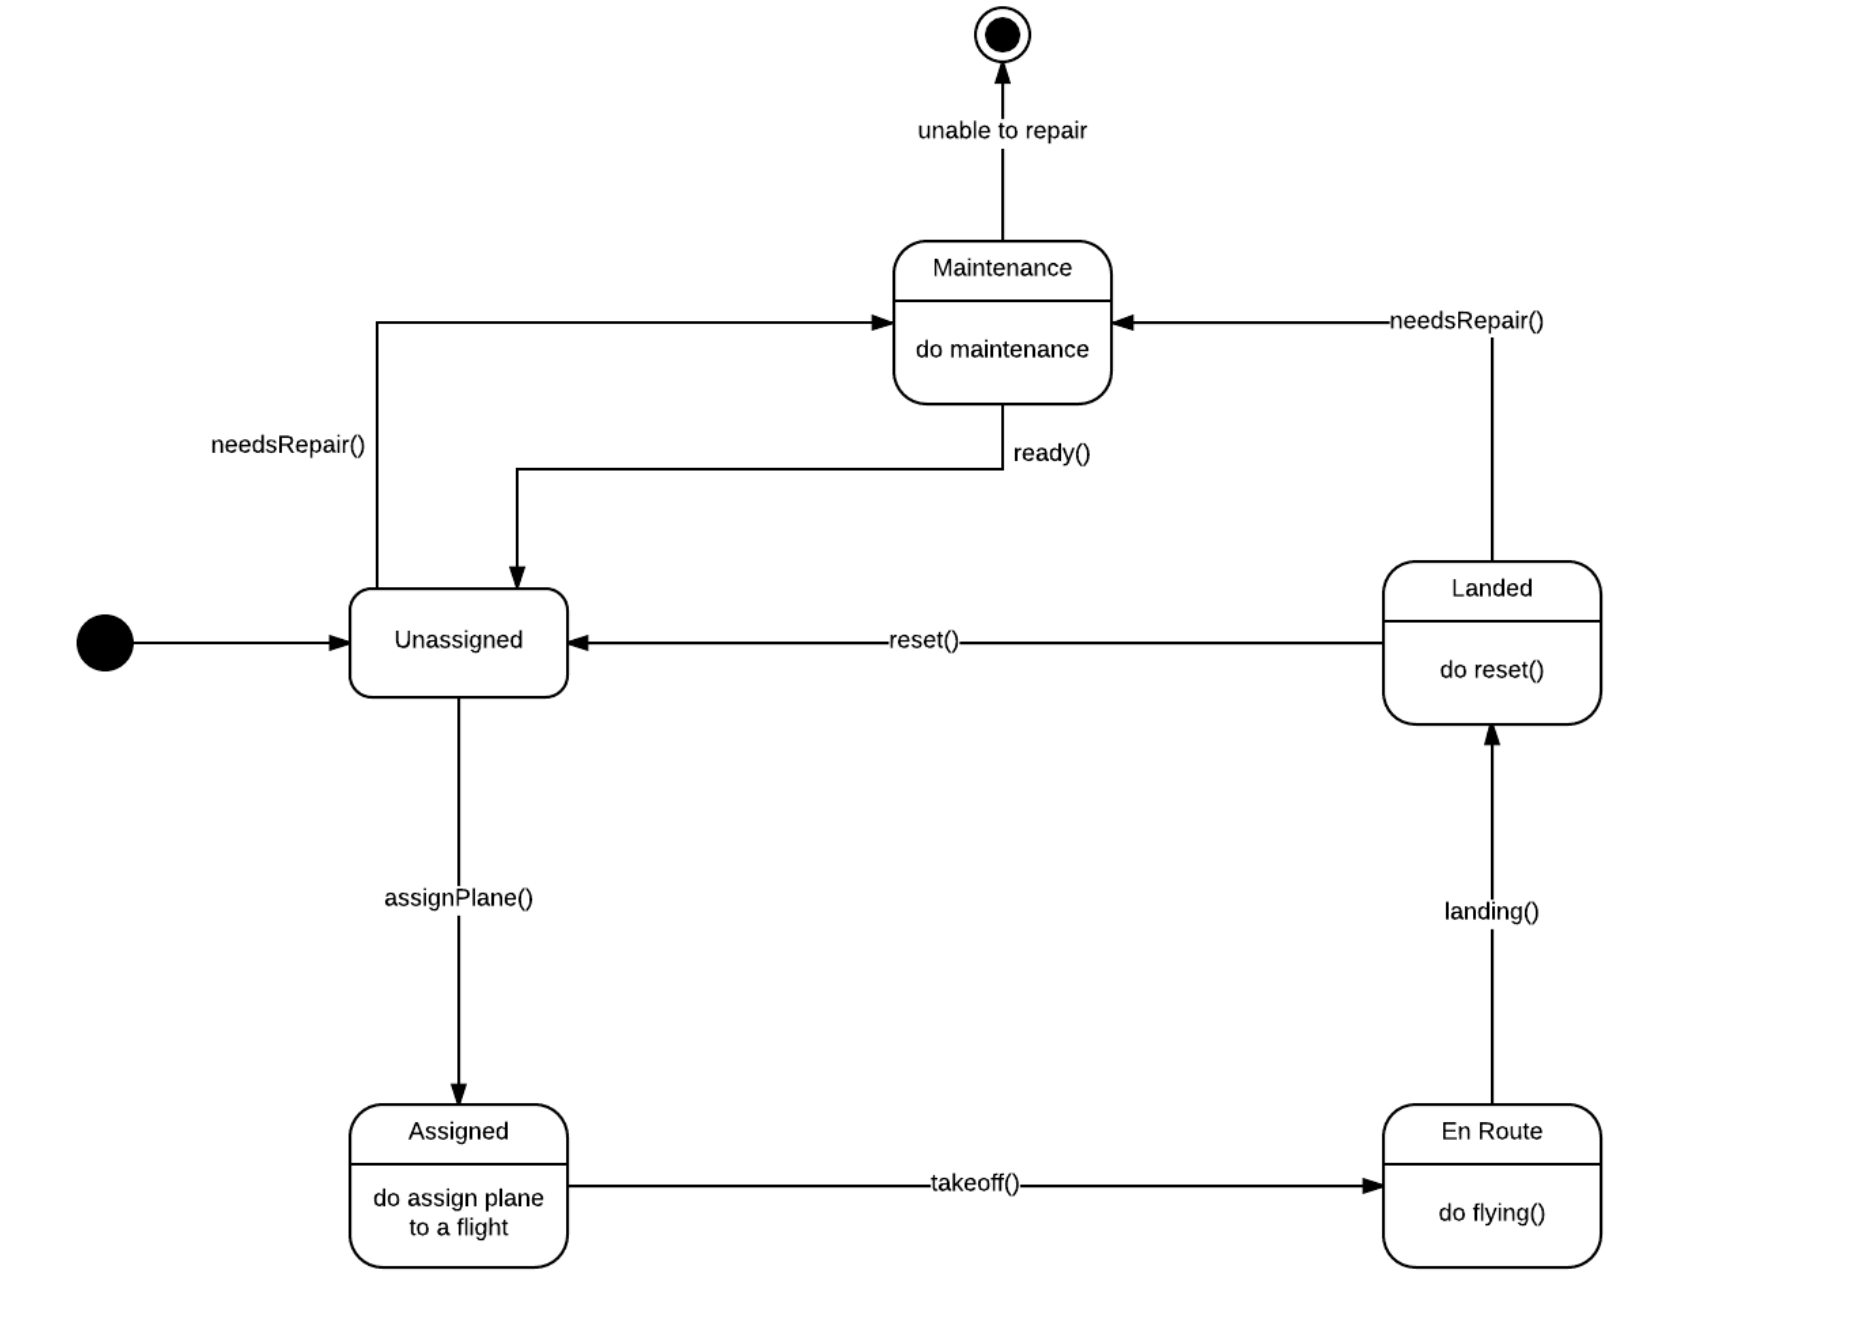 unable to repair
Maintenance
do maintenance
needsRepair()
needsRepair()
ready()
Unassigned
reset()
Landed
do reset()
assignPlane()
landing()
Assigned
do assign plane
to a flight
takeoff()
En Route
do flying()